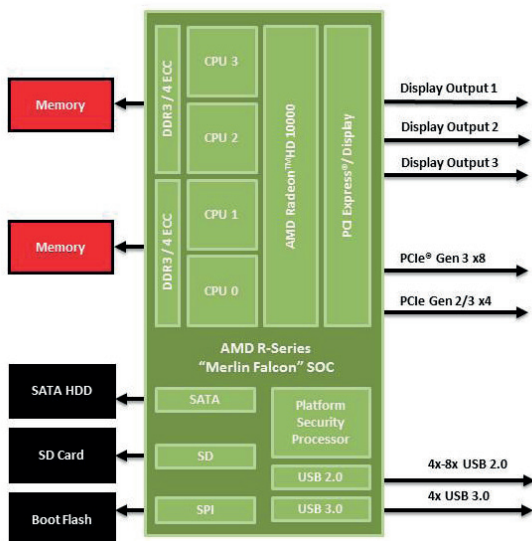 Memory
Memory
SATA HDD
SD Card
Boot Flash
DDR3 / 4 ECC
DDR3 / 4 ECC
CPU 3
CPU 2
CPU 1
CPU 0
AMD Radeon™HD 10000
PCI Express®/ Display
AMD R-Series
“Merlin Falcon” SOC
SATA
SD
SPI
Platform
Security
Processor
USB 2.0
USB 3.0
Display Output 1
Display Output 2
Display Output 3
PCIe® Gen 3 x8
PCIe Gen 2/3 x4
4x-8x USB 2.0
4x USB 3.0